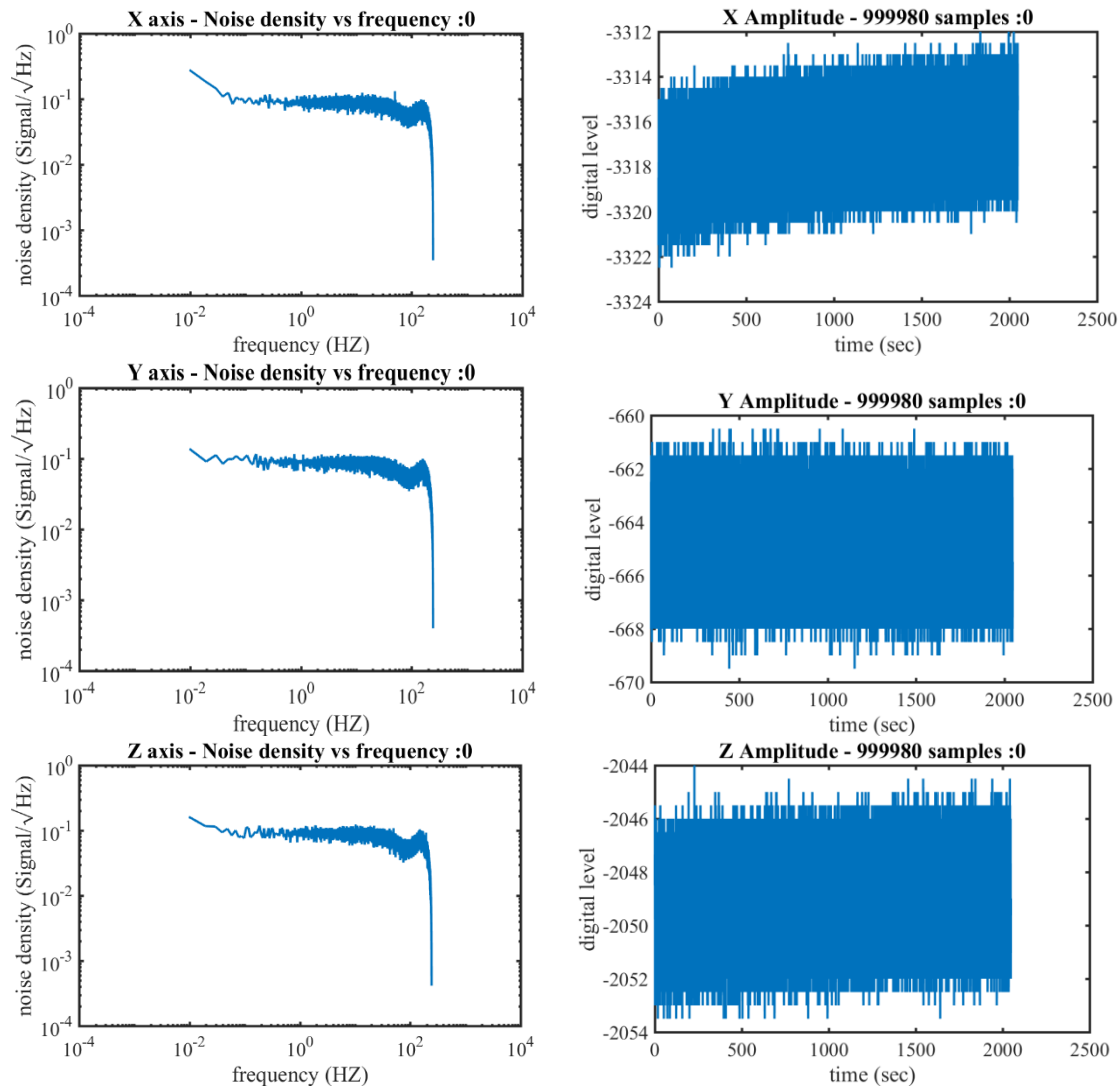 X axis - Noise density vs frequency :0
noise density (Signal/√Hz)
10^0
10^-1
10^-2
10^-3
10^-4
10^-4 10^-2 10^0 10^2 10^4
frequency (HZ)
X Amplitude - 999980 samples :0
digital level
-3312
-3314
-3316
-3318
-3320
-3322
-3324
0 500 1000 1500 2000 2500
time (sec)
Y axis - Noise density vs frequency :0
noise density (Signal/√Hz)
10^0
10^-1
10^-2
10^-3
10^-4
10^-4 10^-2 10^0 10^2 10^4
frequency (HZ)
Y Amplitude - 999980 samples :0
digital level
-660
-662
-664
-666
-668
-670
0 500 1000 1500 2000 2500
time (sec)
Z axis - Noise density vs frequency :0
noise density (Signal/√Hz)
10^0
10^-1
10^-2
10^-3
10^-4
10^-4 10^-2 10^0 10^2 10^4
frequency (HZ)
Z Amplitude - 999980 samples :0
digital level
-2044
-2046
-2048
-2050
-2052
-2054
0 500 1000 1500 2000 2500
time (sec)